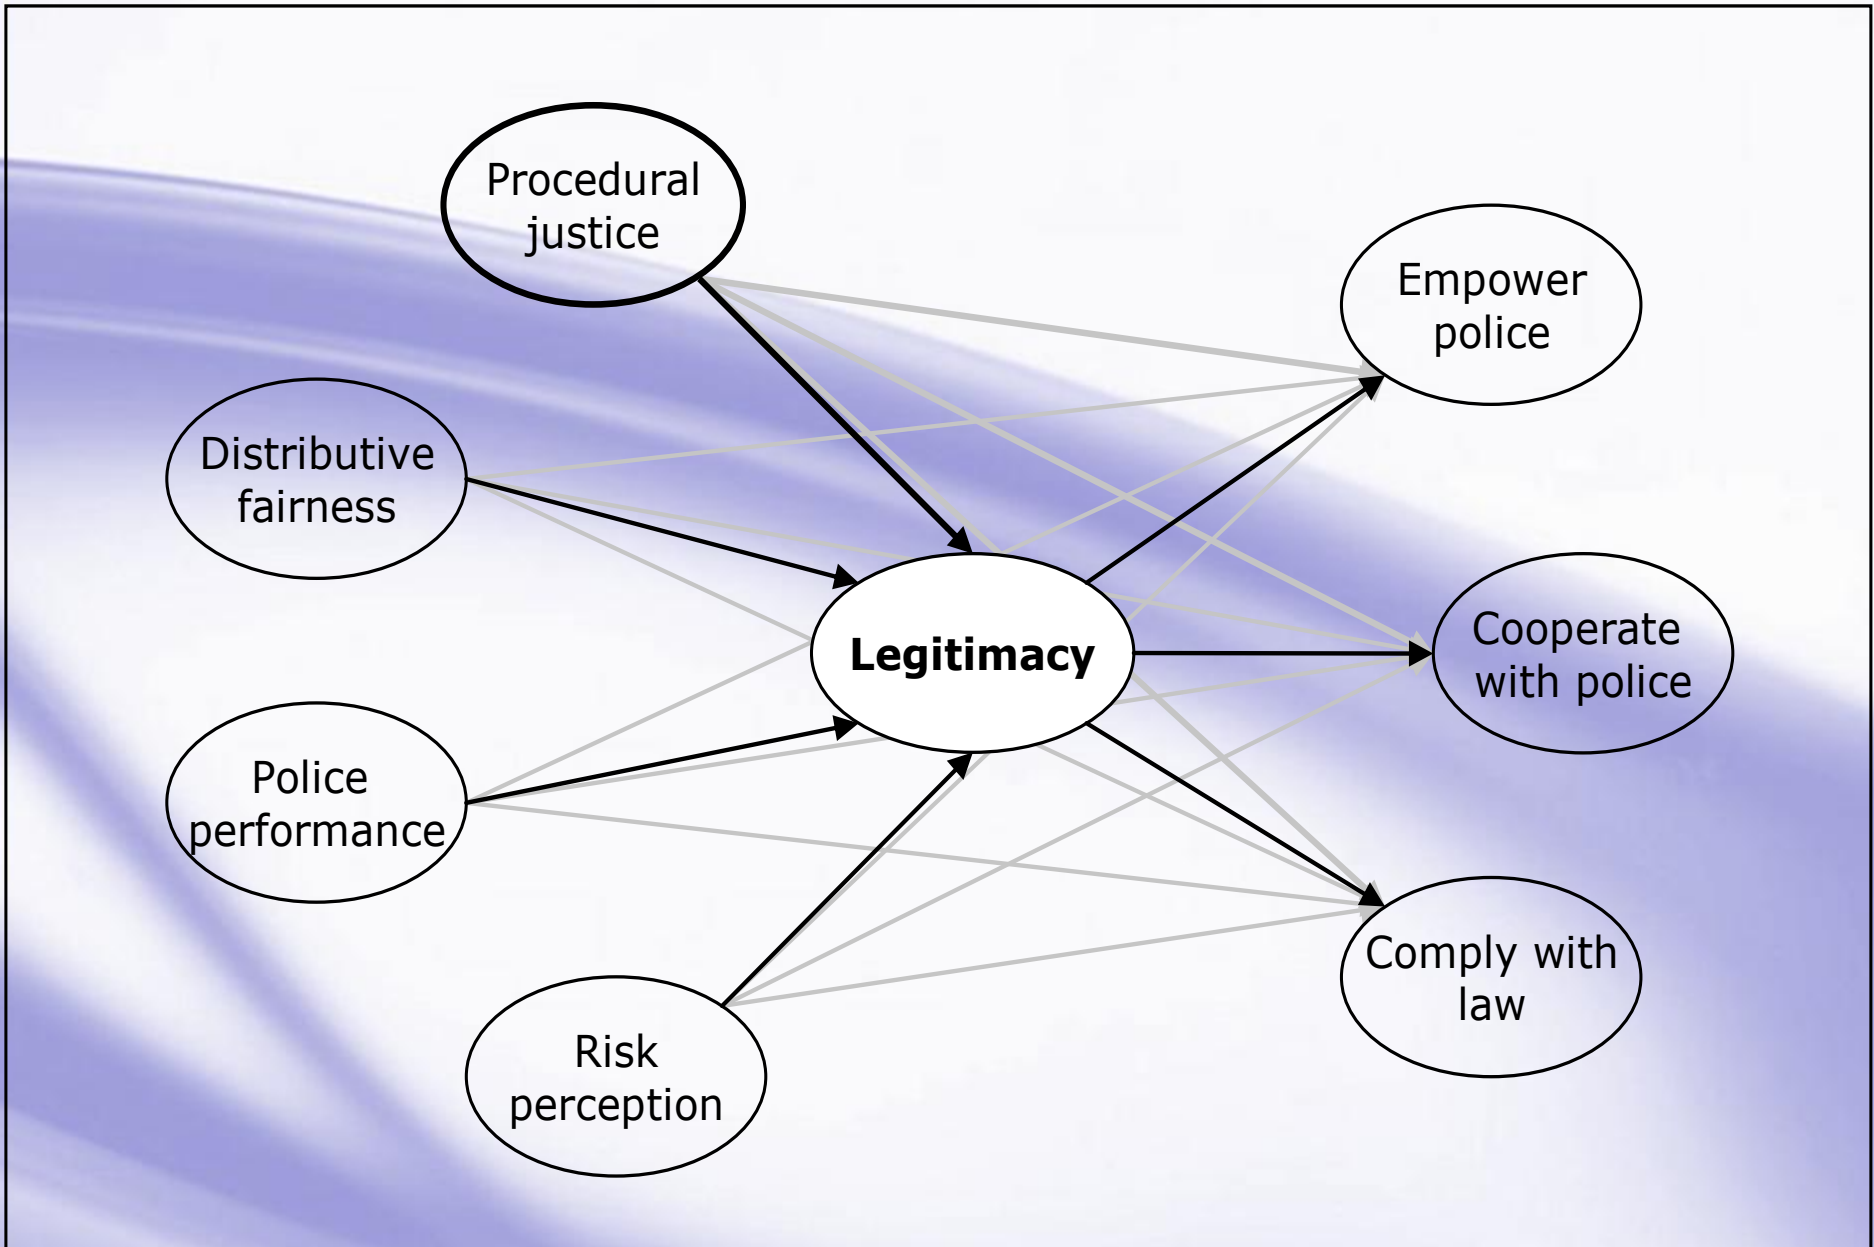 Procedural
justice
Empower
police
Distributive
fairness
Legitimacy
Cooperate
with police
Police
performance
Comply with
law
Risk
perception